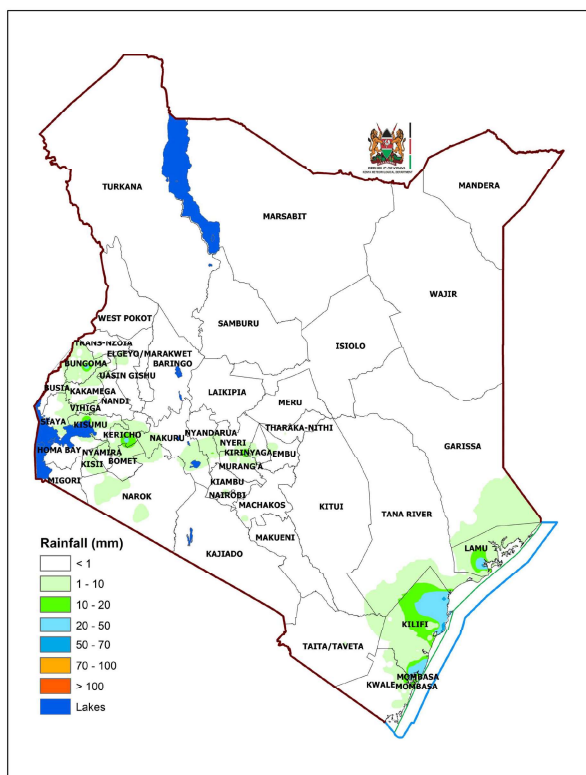 MANDERA
TURKANA
MARSABIT
WAJIR
WEST POKOT
SAMBURU
ISIOLO
TRANS-NZOIA
ELGEYO/MARAKWET
BUNGOMA
BARINGO
UASIN GISHU
BUSIA
KAKAMEGA
LAIKIPIA
NANDI
MERU
VIHIGA
SIAYA
KISUMU
THARAKA-NITHI
KERICHO
NAKURU
NYANDARUA
NYERI
GARISSA
HOMA BAY
NYAMIRA
KIRINYAGA
EMBU
KISII
BOMET
MURANG'A
MIGORI
KIAMBU
NAROK
NAIROBI
MACHAKOS
KITUI
TANA RIVER
MAKUENI
KAJIADO
LAMU
KILIFI
TAITA/TAVETA
MOMBASA
KWALE
MOMBASA
Rainfall (mm)
< 1
1 - 10
10 - 20
20 - 50
50 - 70
70 - 100
> 100
Lakes